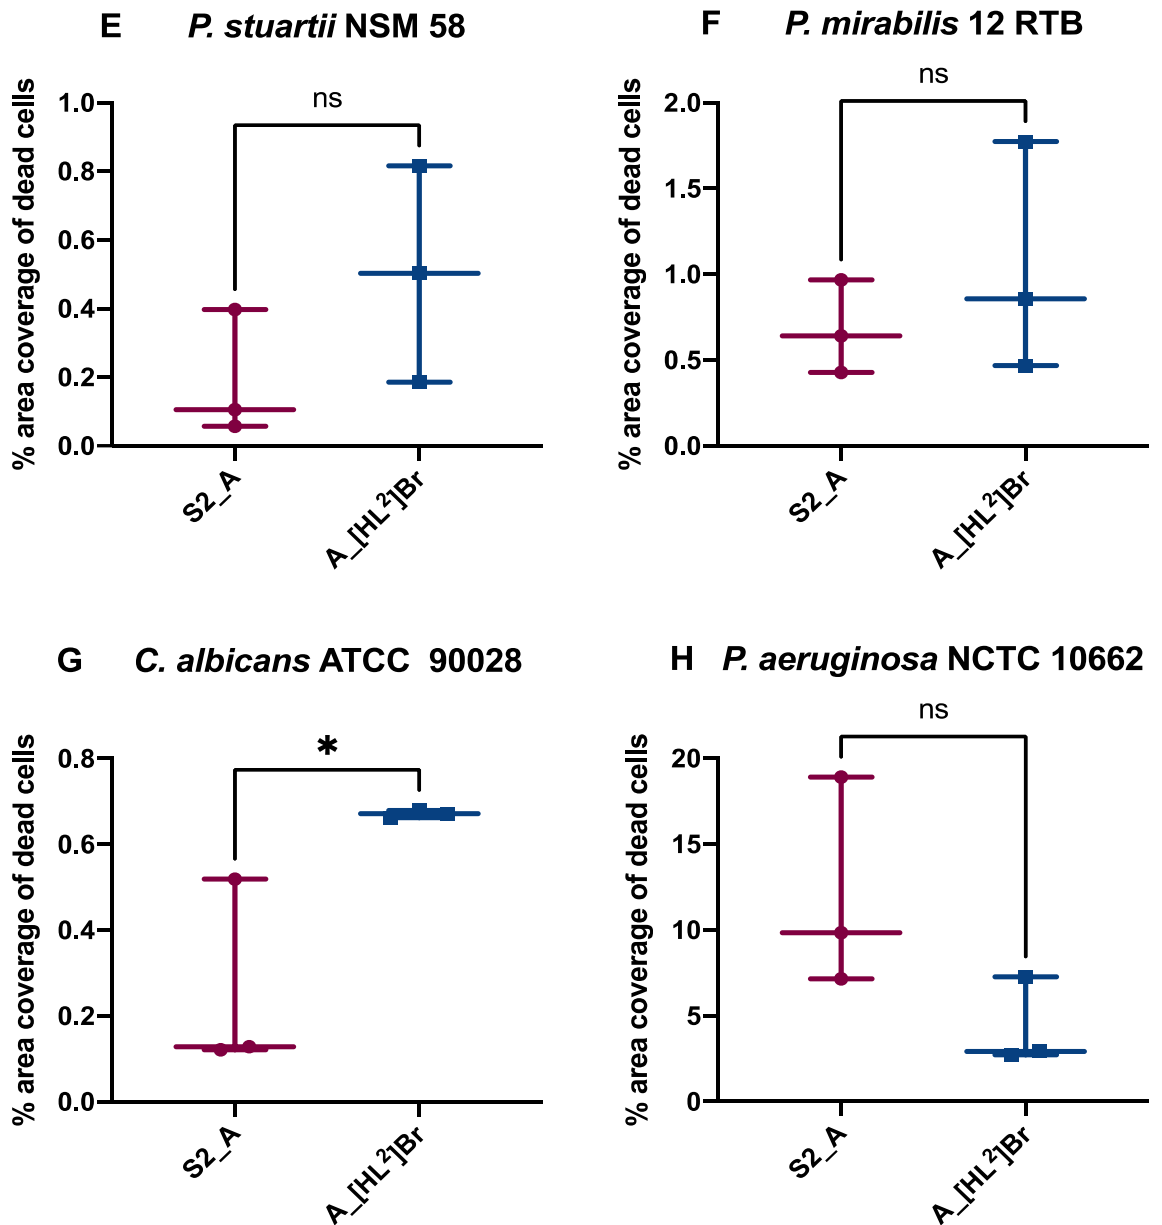 E P. stuartii NSM 58
ns
% area coverage of dead cells
1.0
0.8
0.6
0.4
0.2
0.0
S2_A
A_[HL²]Br
F P. mirabilis 12 RTB
ns
% area coverage of dead cells
2.0
1.5
1.0
0.5
0.0
S2_A
A_[HL²]Br
G C. albicans ATCC 90028
*
% area coverage of dead cells
0.8
0.6
0.4
0.2
0.0
S2_A
A_[HL²]Br
H P. aeruginosa NCTC 10662
ns
% area coverage of dead cells
20
15
10
5
0
S2_A
A_[HL²]Br